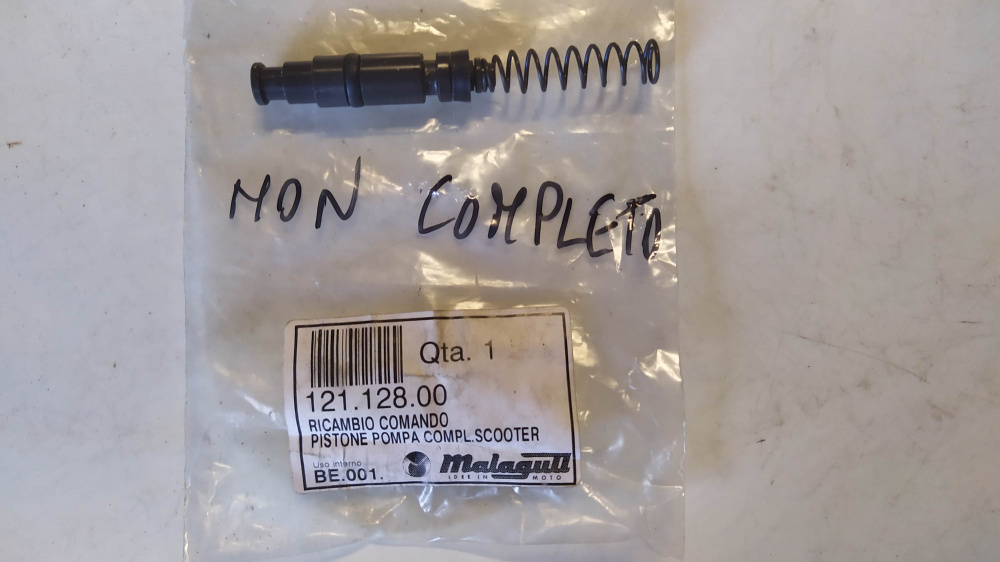 NON COMPLETO
Qta. 1
121.128.00
RICAMBIO COMANDO
PISTONE POMPA COMPL.SCOOTER
Uso interno
BE.001.
Malaguti
IDEE IN MOTO